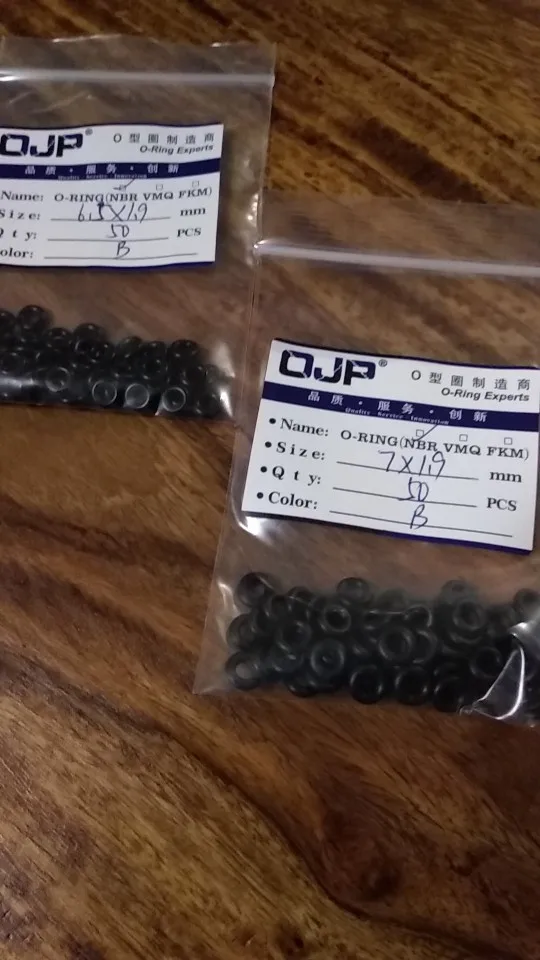 OJP® O型圈制造商
O-Ring Experts
品质·服务·创新
Quality Service Innovation
Name: O-RING(NBR VMQ FKM)
Size: 6.5X1.9 mm
Qty: 50 PCS
Color: B
OJP® O型圈制造商
O-Ring Experts
品质·服务·创新
Quality Service Innovation
• Name: O-RING(NBR VMQ FKM)
• Size: 7X1.9 mm
• Qty: 50 PCS
• Color: B